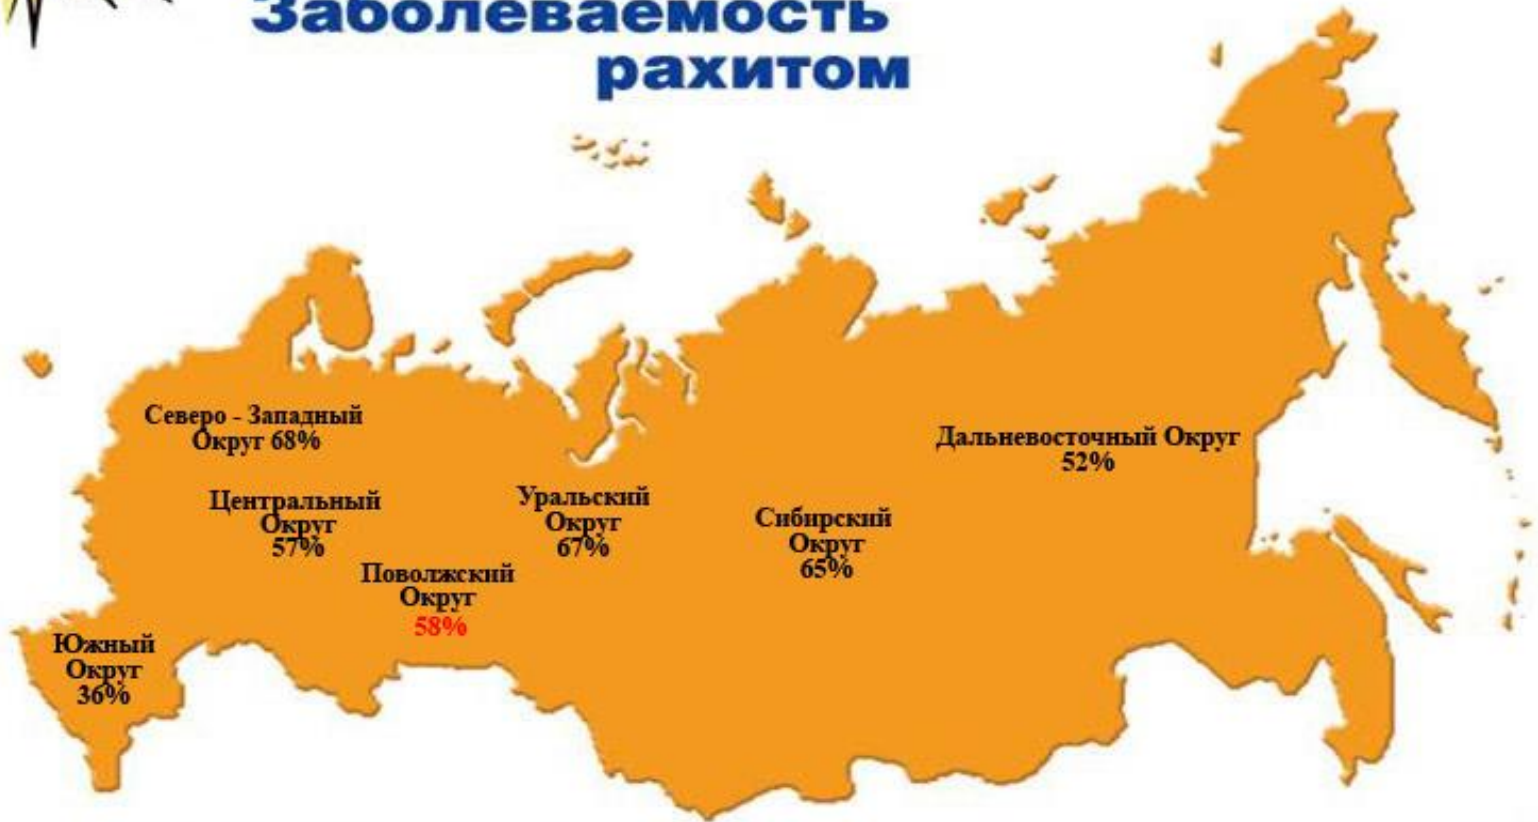 Заболеваемость
рахитом
Северо - Западный
Округ 68%
Центральный
Округ
57%
Поволжский
Округ
58%
Уральский
Округ
67%
Сибирский
Округ
65%
Дальневосточный Округ
52%
Южный
Округ
36%